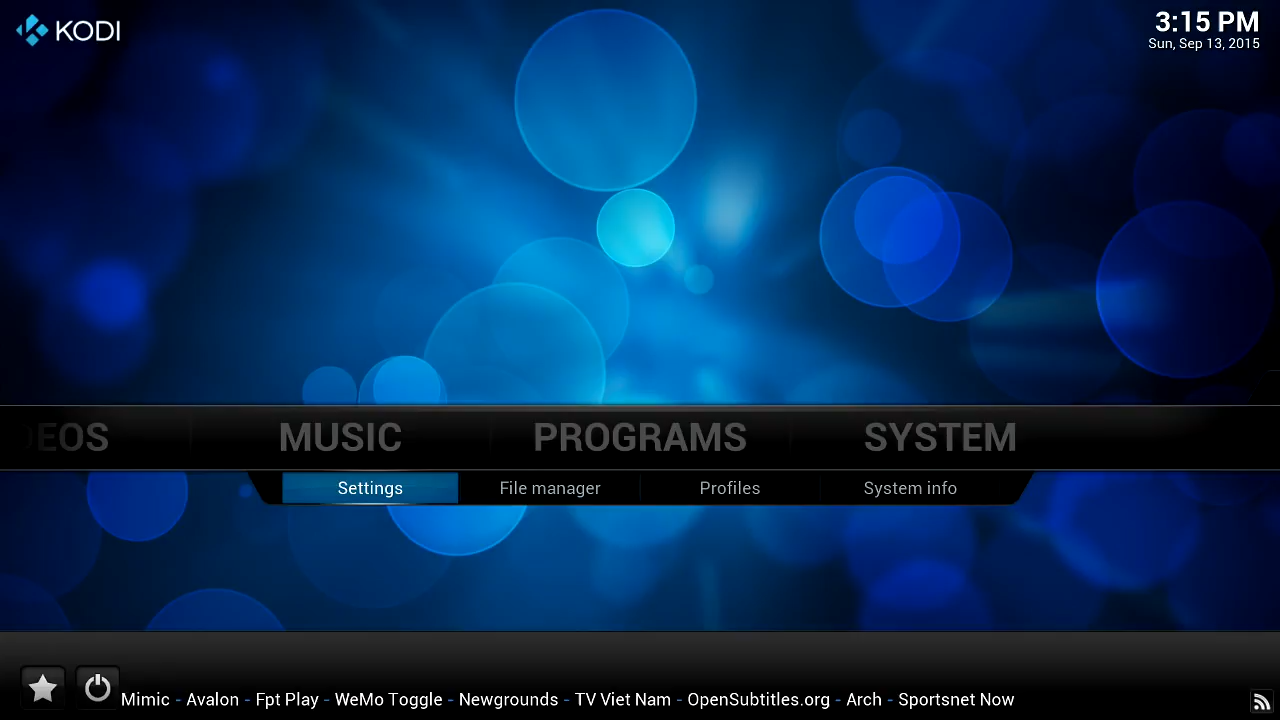 KODI
3:15 PM
Sun, Sep 13, 2015
DEOS MUSIC PROGRAMS SYSTEM
Settings File manager Profiles System info
Mimic - Avalon - Fpt Play - WeMo Toggle - Newgrounds - TV Viet Nam - OpenSubtitles.org - Arch - Sportsnet Now